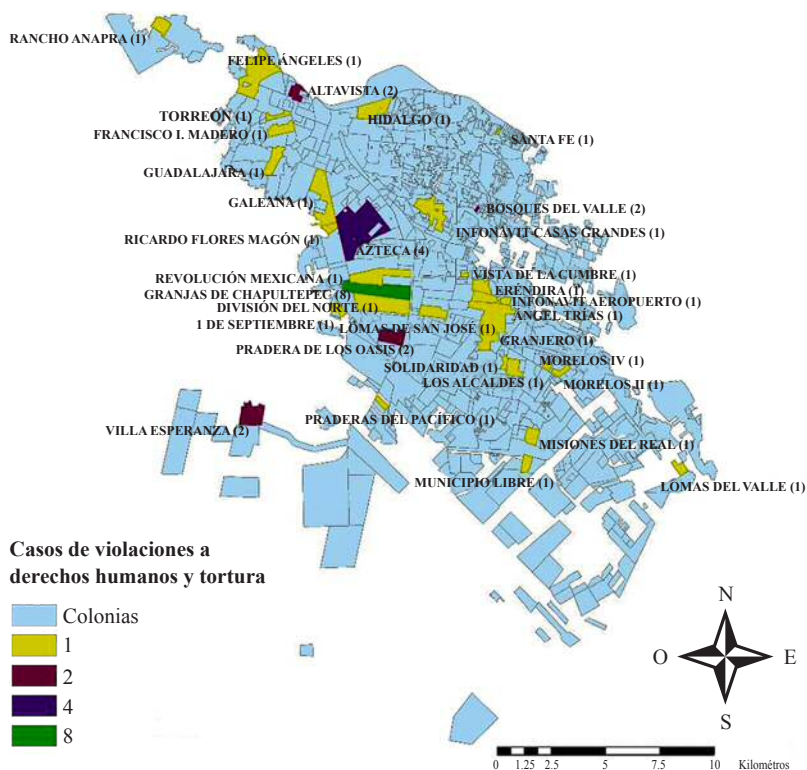 RANCHO ANAPRA (1)
FELIPE ÁNGELES (1)
ALTAVISTA (2)
TORREÓN (1)
HIDALGO (1)
FRANCISCO I. MADERO (1)
SANTA FE (1)
GUADALAJARA (1)
GALEANA (1)
BOSQUES DEL VALLE (2)
RICARDO FLORES MAGÓN (1)
INFONAVIT CASAS GRANDES (1)
AZTECA (4)
REVOLUCIÓN MEXICANA (1)
VISTA DE LA CUMBRE (1)
GRANJAS DE CHAPULTEPEC (8)
ERÉNDIRA (1)
DIVISIÓN DEL NORTE (1)
INFONAVIT AEROPUERTO (1)
ÁNGEL TRÍAS (1)
1 DE SEPTIEMBRE (1)
LOMAS DE SAN JOSÉ (1)
GRANJERO (1)
PRADERA DE LOS OASIS (2)
SOLIDARIDAD (1)
MORELOS IV (1)
LOS ALCALDES (1)
MORELOS II (1)
PRADERAS DEL PACÍFICO (1)
VILLA ESPERANZA (2)
MISIONES DEL REAL (1)
MUNICIPIO LIBRE (1)
LOMAS DEL VALLE (1)
Casos de violaciones a
derechos humanos y tortura
Colonias
1
2
4
8
N
O
E
S
0 1.25 2.5 5 7.5 10 Kilométros